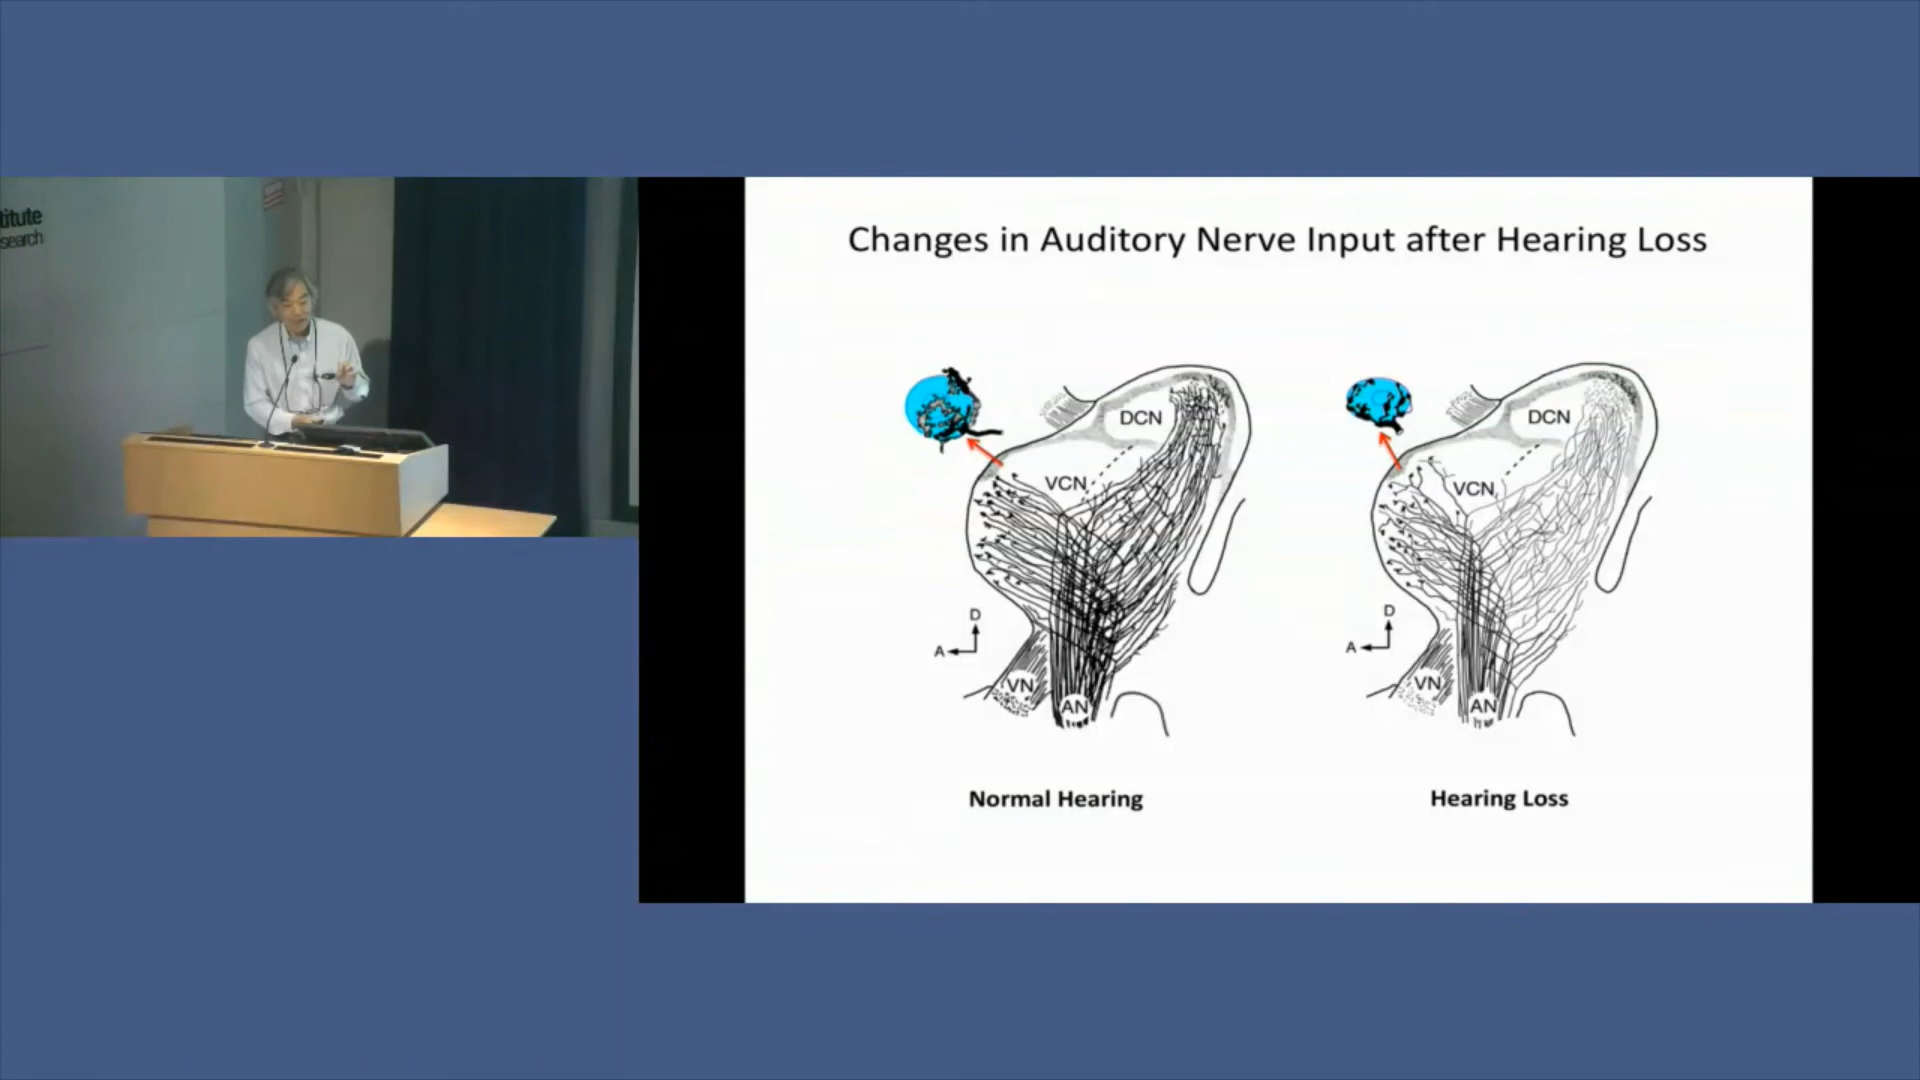 titute
search
Changes in Auditory Nerve Input after Hearing Loss
DCN
VCN
D
A
VN
AN
Normal Hearing
DCN
VCN
D
A
VN
AN
Hearing Loss